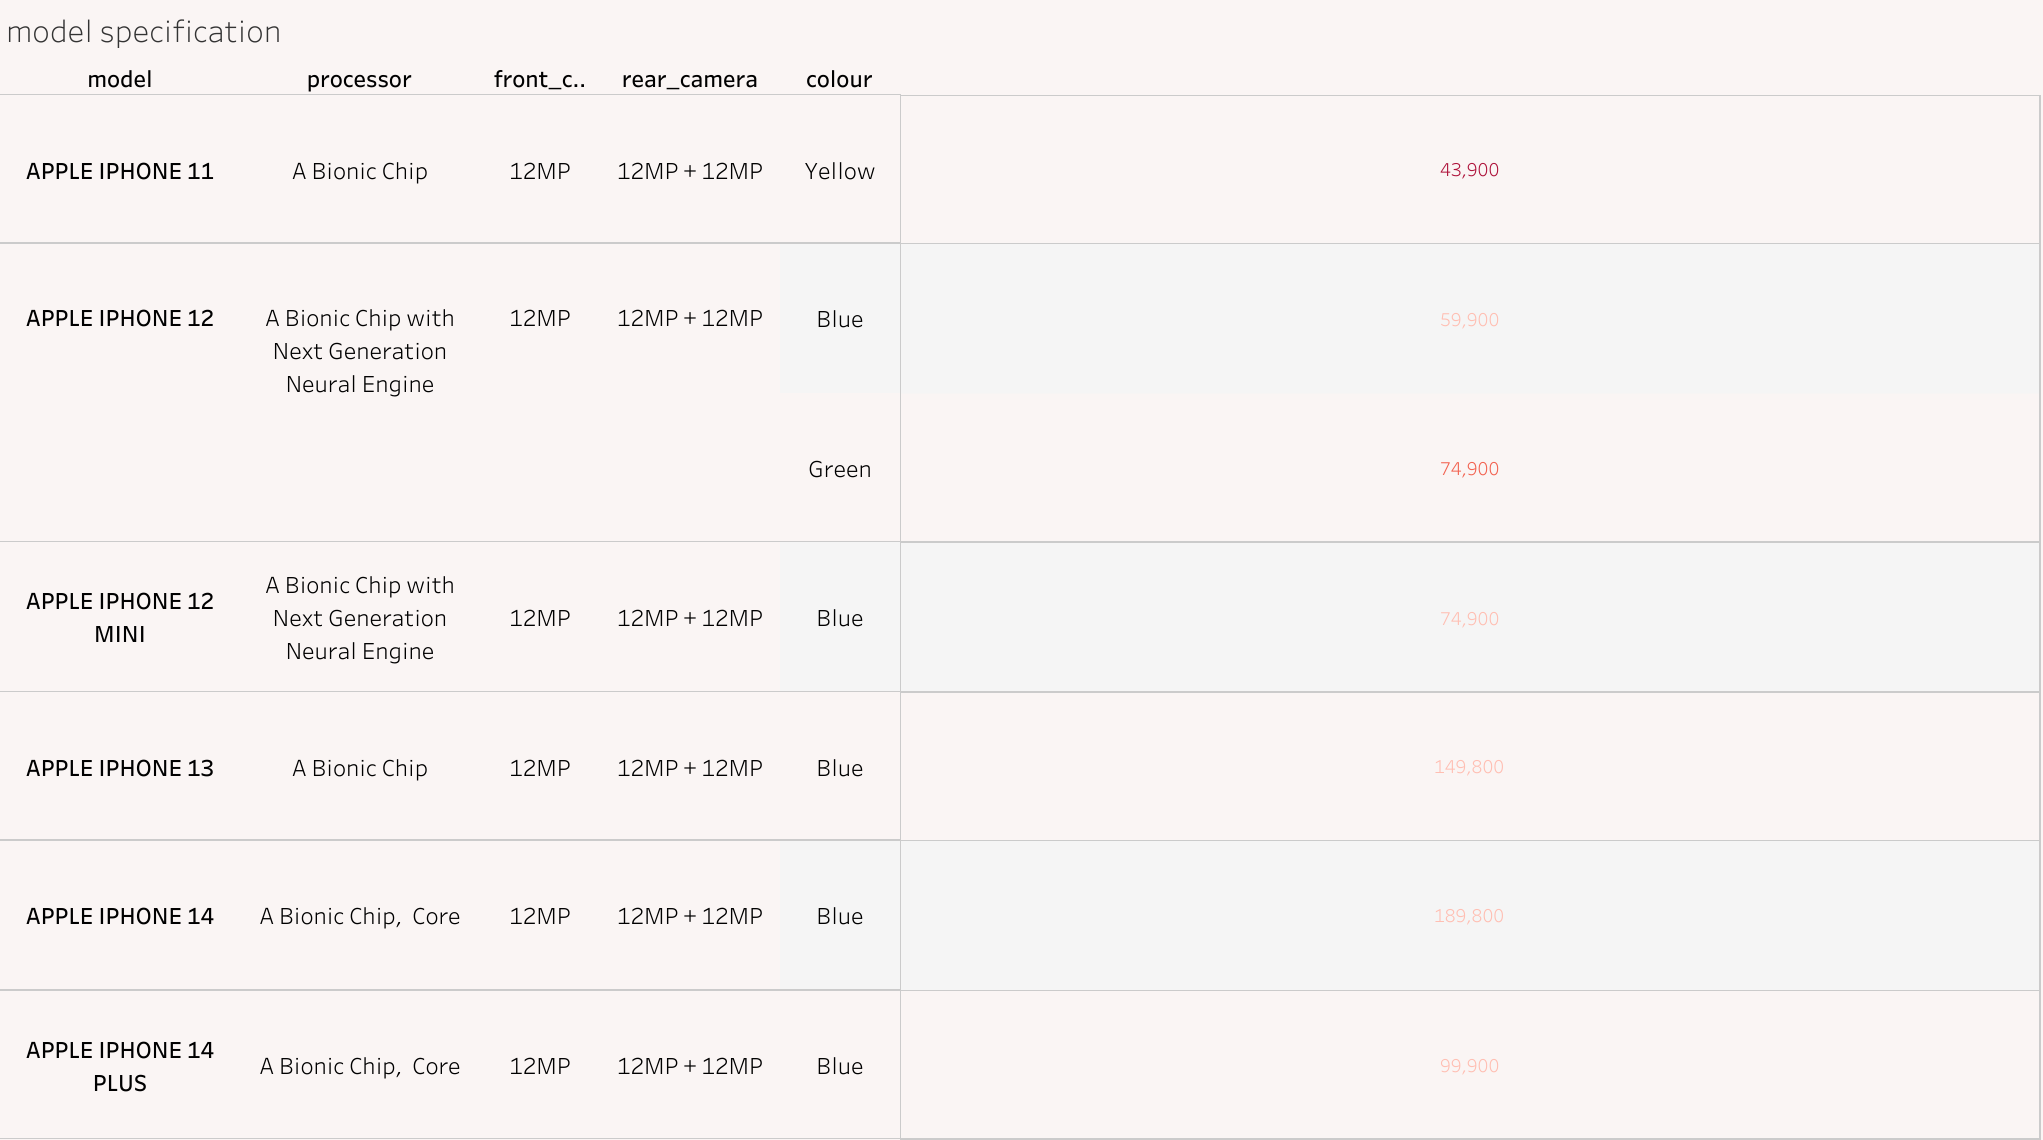 model specification
model processor front_c.. rear_camera colour
APPLE IPHONE 11 A Bionic Chip 12MP 12MP + 12MP Yellow 43,900
APPLE IPHONE 12 A Bionic Chip with 12MP 12MP + 12MP Blue 59,900
Next Generation
Neural Engine
Green 74,900
A Bionic Chip with
APPLE IPHONE 12
Next Generation 12MP 12MP + 12MP Blue 74,900
MINI
Neural Engine
APPLE IPHONE 13 A Bionic Chip 12MP 12MP + 12MP Blue 149,800
APPLE IPHONE 14 A Bionic Chip,  Core 12MP 12MP + 12MP Blue 189,800
APPLE IPHONE 14
A Bionic Chip,  Core 12MP 12MP + 12MP Blue 99,900
PLUS